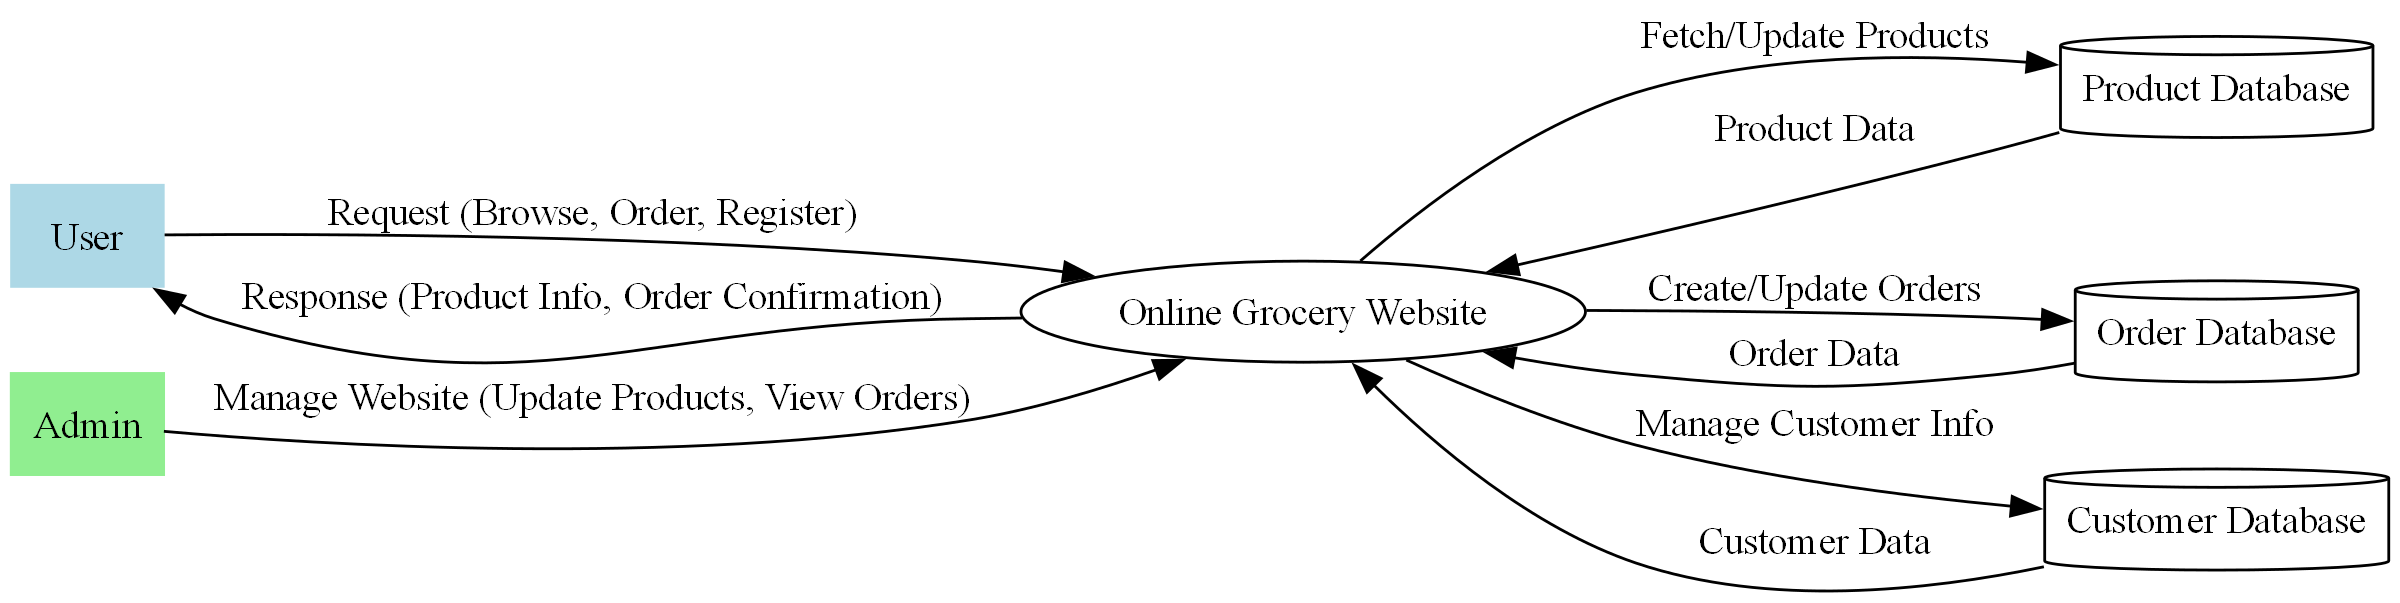 Fetch/Update Products
Product Database
Product Data
Request (Browse, Order, Register)
User
Response (Product Info, Order Confirmation)
Create/Update Orders
Online Grocery Website
Order Database
Order Data
Manage Website (Update Products, View Orders)
Admin
Manage Customer Info
Customer Database
Customer Data